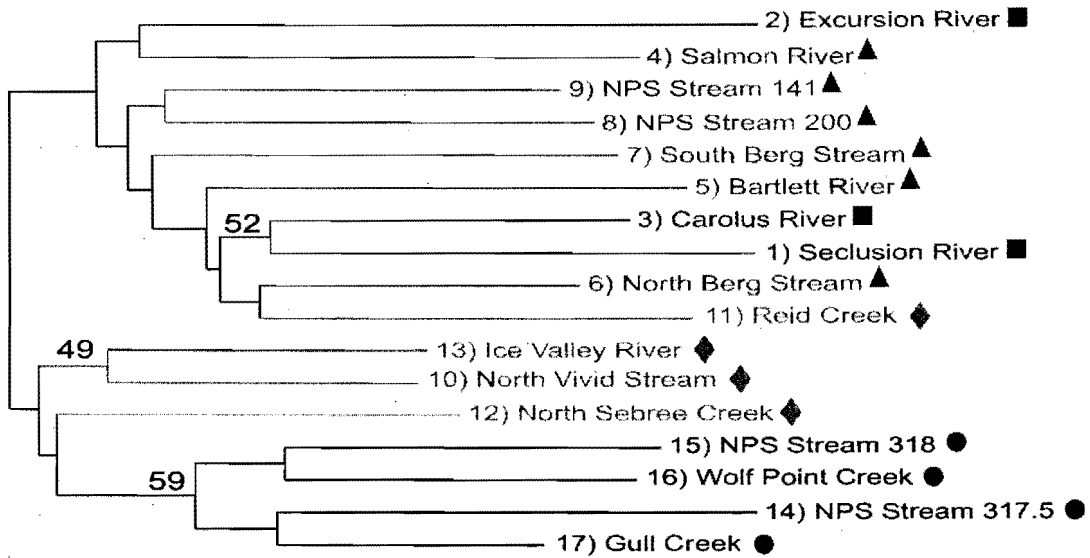 2) Excursion River
4) Salmon River
9) NPS Stream 141
8) NPS Stream 200
7) South Berg Stream
5) Bartlett River
52
3) Carolus River
1) Seclusion River
6) North Berg Stream
11) Reid Creek
49
13) Ice Valley River
10) North Vivid Stream
12) North Sebree Creek
15) NPS Stream 318
59
16) Wolf Point Creek
14) NPS Stream 317.5
17) Gull Creek